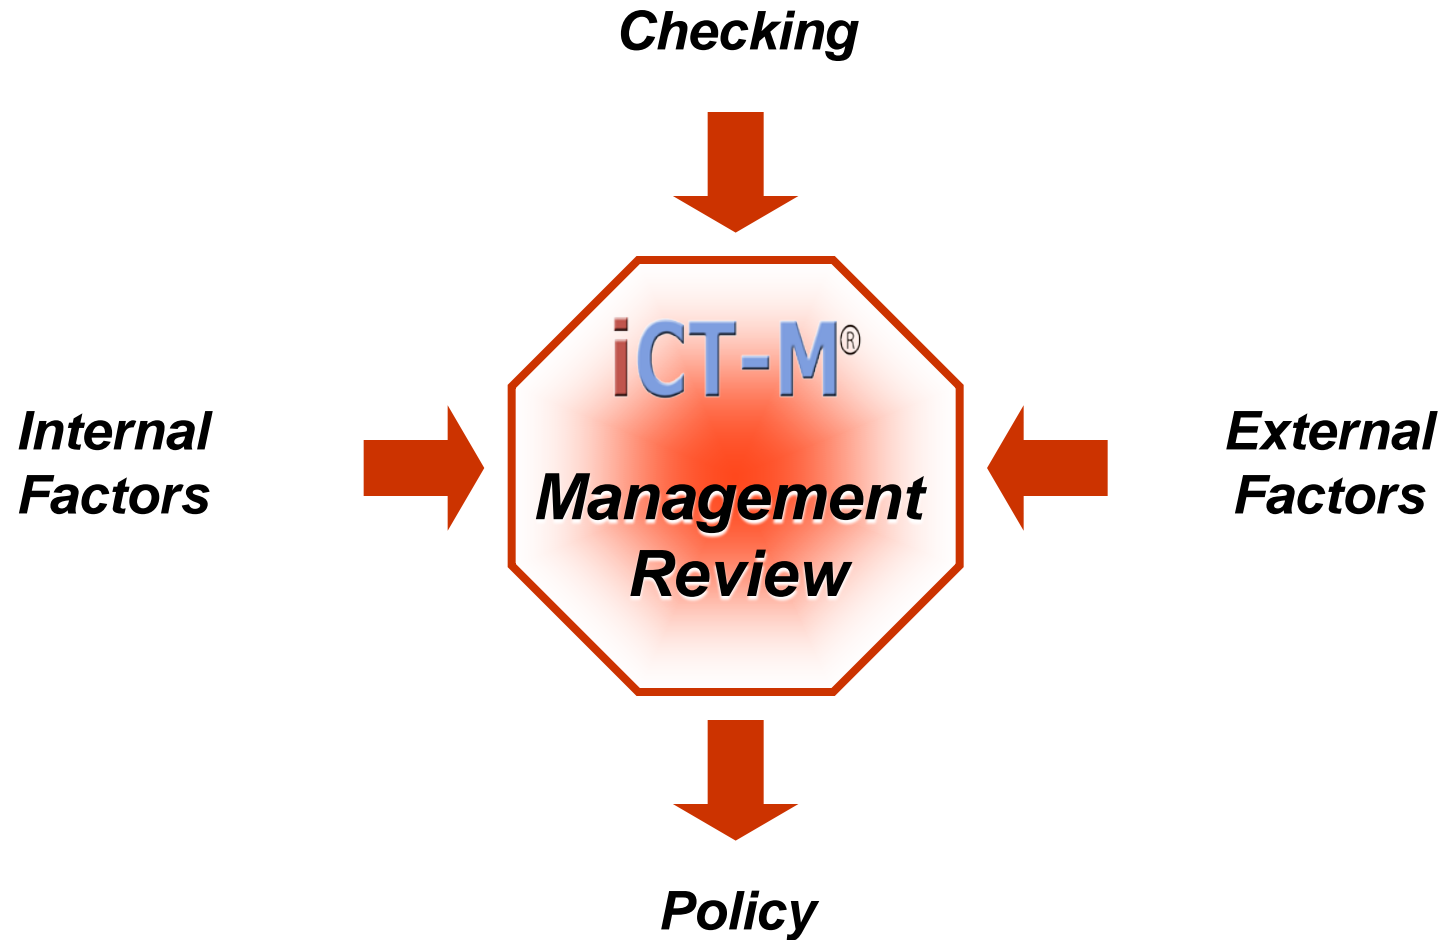 Checking
iCT-M®
Internal
Factors
Management
Review
External
Factors
Policy